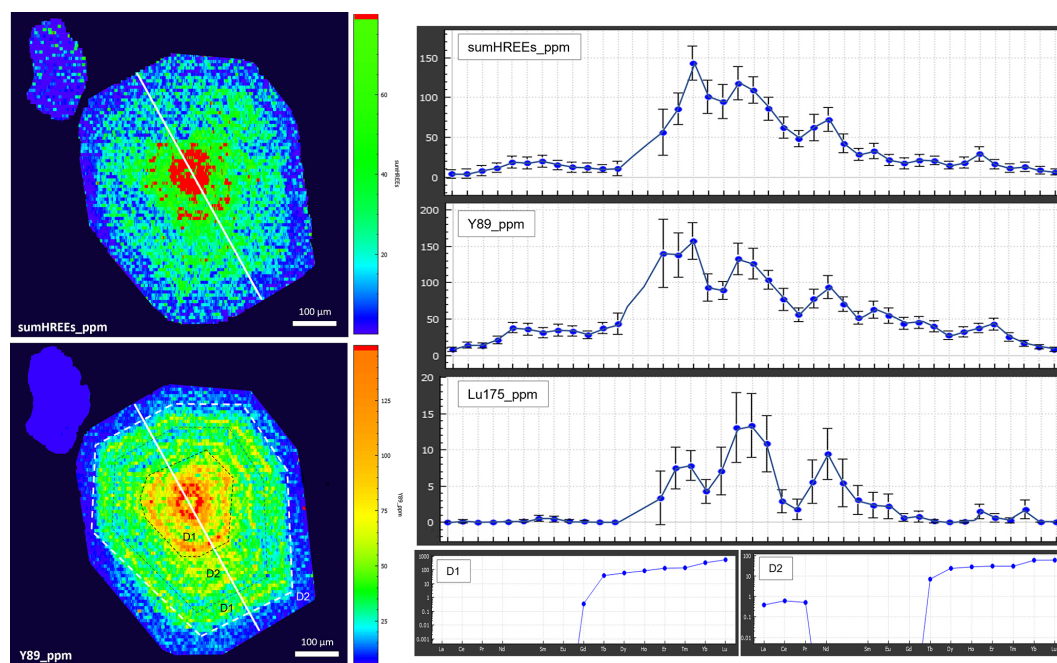 60
40
20
sumHREEs
sumHREEs_ppm
100 µm
125
100
75
50
25
Y89_ppm
D1
D2
D1
D2
Y89_ppm
100 µm
sumHREEs_ppm
150
100
50
0
Y89_ppm
200
150
100
50
0
Lu175_ppm
20
15
10
5
0
D1
1000
100
10
1
0.1
0.01
0.001
La Ce Pr Nd Sm Eu Gd Tb Dy Ho Er Tm Yb Lu
D2
100
10
1
0.1
0.01
La Ce Pr Nd Sm Eu Gd Tb Dy Ho Er Tm Yb Lu